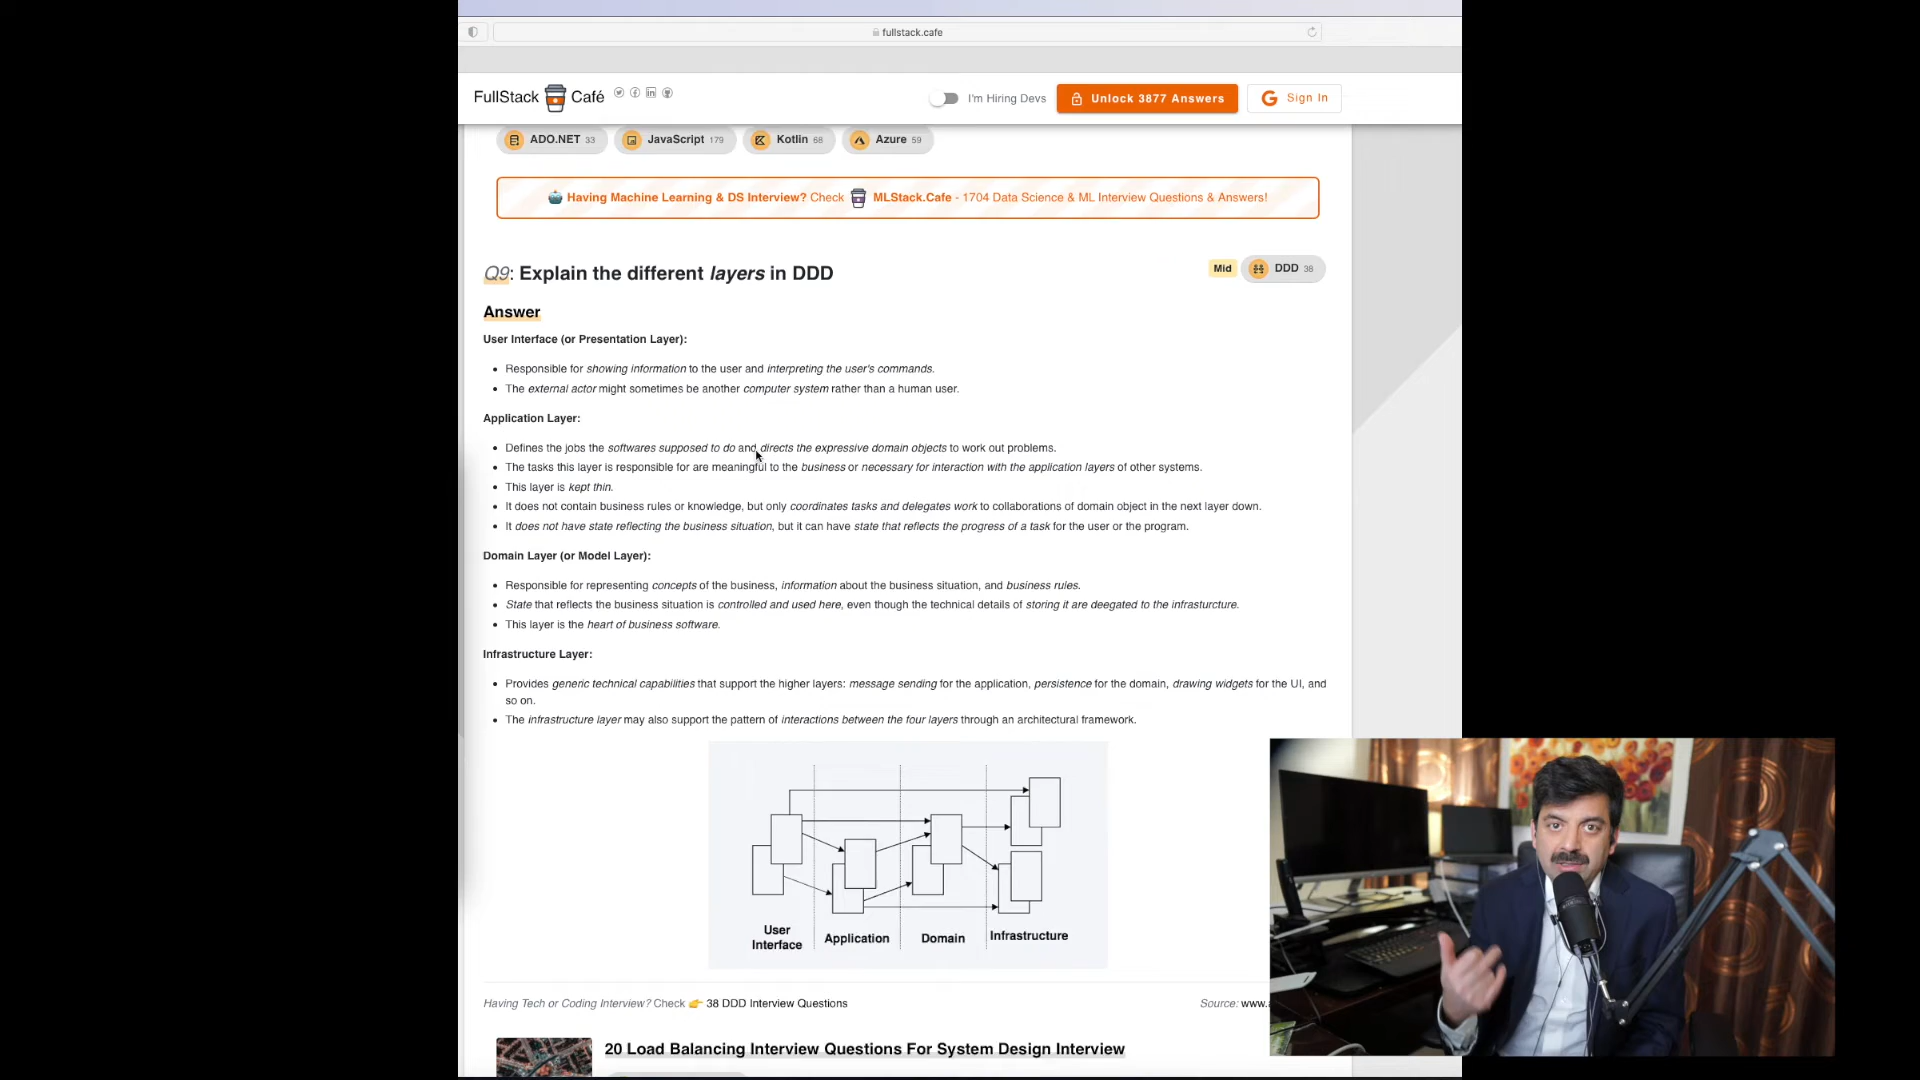 fullstack.cafe
FullStack Café
I'm Hiring Devs
Unlock 3877 Answers
Sign In
ADO.NET 33
JavaScript 179
Kotlin 68
Azure 59
Having Machine Learning & DS Interview? Check MLStack.Cafe - 1704 Data Science & ML Interview Questions & Answers!
Q9: Explain the different layers in DDD
Mid
DDD 38
Answer
User Interface (or Presentation Layer):
Responsible for showing information to the user and interpreting the user's commands.
The external actor might sometimes be another computer system rather than a human user.
Application Layer:
Defines the jobs the softwares supposed to do and directs the expressive domain objects to work out problems.
The tasks this layer is responsible for are meaningful to the business or necessary for interaction with the application layers of other systems.
This layer is kept thin.
It does not contain business rules or knowledge, but only coordinates tasks and delegates work to collaborations of domain object in the next layer down.
It does not have state reflecting the business situation, but it can have state that reflects the progress of a task for the user or the program.
Domain Layer (or Model Layer):
Responsible for representing concepts of the business, information about the business situation, and business rules.
State that reflects the business situation is controlled and used here, even though the technical details of storing it are deegated to the infrasturcture.
This layer is the heart of business software.
Infrastructure Layer:
Provides generic technical capabilities that support the higher layers: message sending for the application, persistence for the domain, drawing widgets for the UI, and
so on.
The infrastructure layer may also support the pattern of interactions between the four layers through an architectural framework.
User
Interface
Application
Domain
Infrastructure
Having Tech or Coding Interview? Check 👉 38 DDD Interview Questions
Source: www.
20 Load Balancing Interview Questions For System Design Interview